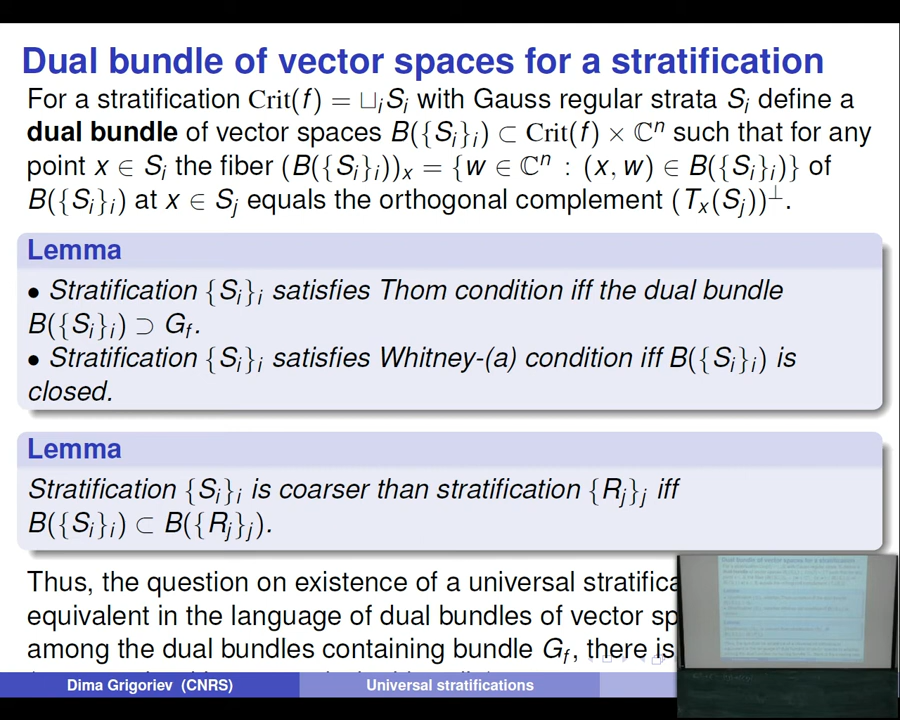 Dual bundle of vector spaces for a stratification
For a stratification Crit(f) = ⊔ᵢSᵢ with Gauss regular strata Sᵢ define a
dual bundle of vector spaces B({Sᵢ}ᵢ) ⊂ Crit(f) × ℂⁿ such that for any
point x ∈ Sᵢ the fiber (B({Sᵢ}ᵢ))ₓ = {w ∈ ℂⁿ : (x, w) ∈ B({Sᵢ}ᵢ)} of
B({Sᵢ}ᵢ) at x ∈ Sⱼ equals the orthogonal complement (Tₓ(Sⱼ))⊥.
Lemma
• Stratification {Sᵢ}ᵢ satisfies Thom condition iff the dual bundle
B({Sᵢ}ᵢ) ⊃ G_f.
• Stratification {Sᵢ}ᵢ satisfies Whitney-(a) condition iff B({Sᵢ}ᵢ) is
closed.
Lemma
Stratification {Sᵢ}ᵢ is coarser than stratification {Rⱼ}ⱼ iff
B({Sᵢ}ᵢ) ⊂ B({Rⱼ}ⱼ).
Thus, the question on existence of a universal stratifica
equivalent in the language of dual bundles of vector sp
among the dual bundles containing bundle G_f, there is
Dima Grigoriev (CNRS) Universal stratifications